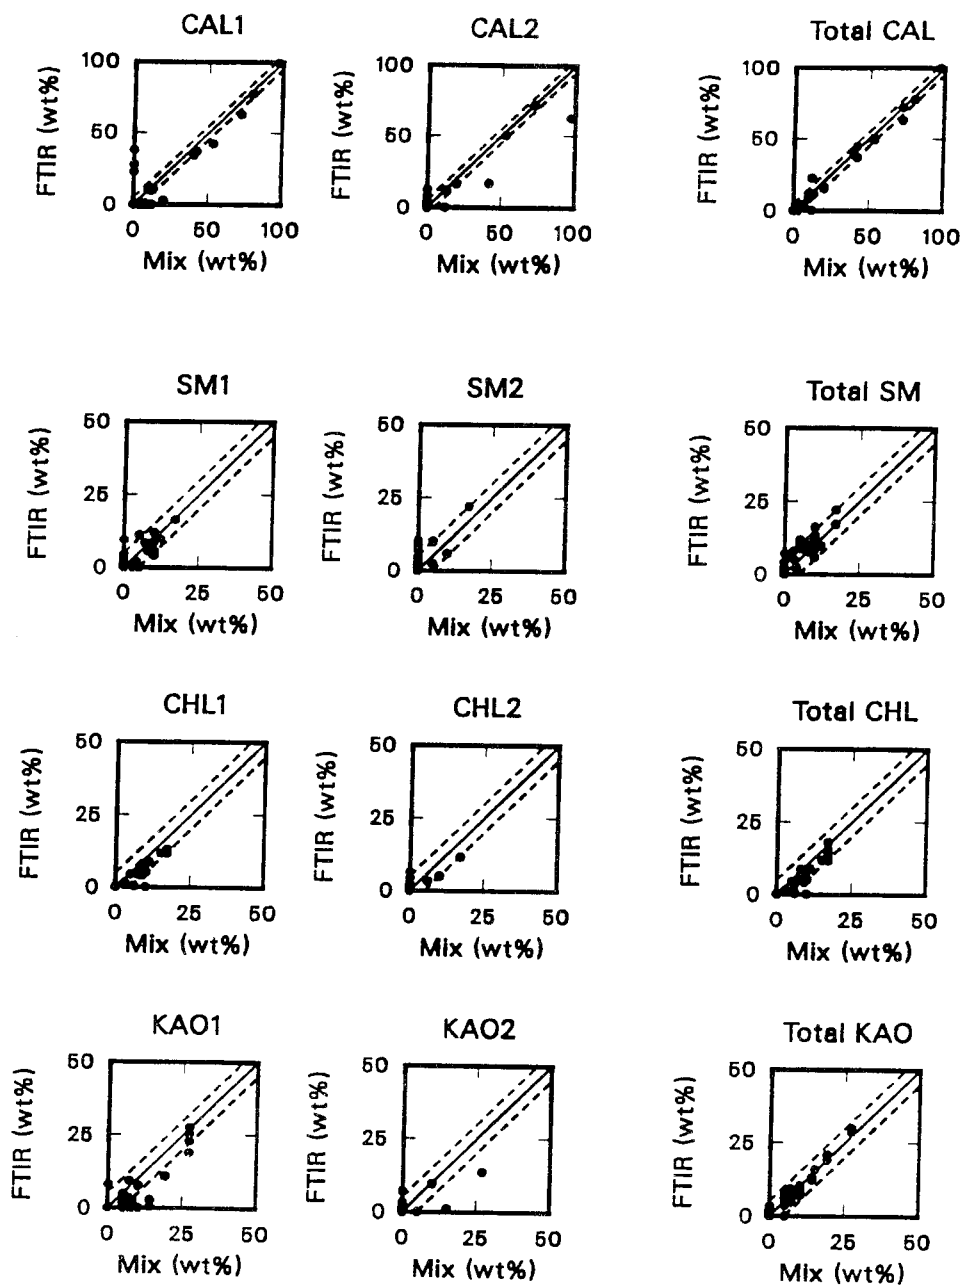 CAL1
CAL2
Total CAL
FTIR (wt%)
100
50
0
0 50 100
Mix (wt%)
FTIR (wt%)
100
50
0
0 50 100
Mix (wt%)
FTIR (wt%)
100
50
0
0 50 100
Mix (wt%)
SM1
SM2
Total SM
FTIR (wt%)
50
25
0
0 25 50
Mix (wt%)
FTIR (wt%)
50
25
0
0 25 50
Mix (wt%)
FTIR (wt%)
50
25
0
0 25 50
Mix (wt%)
CHL1
CHL2
Total CHL
FTIR (wt%)
50
25
0
0 25 50
Mix (wt%)
FTIR (wt%)
50
25
0
0 25 50
Mix (wt%)
FTIR (wt%)
50
25
0
0 25 50
Mix (wt%)
KAO1
KAO2
Total KAO
FTIR (wt%)
50
25
0
0 25 50
Mix (wt%)
FTIR (wt%)
50
25
0
0 25 50
Mix (wt%)
FTIR (wt%)
50
25
0
0 25 50
Mix (wt%)